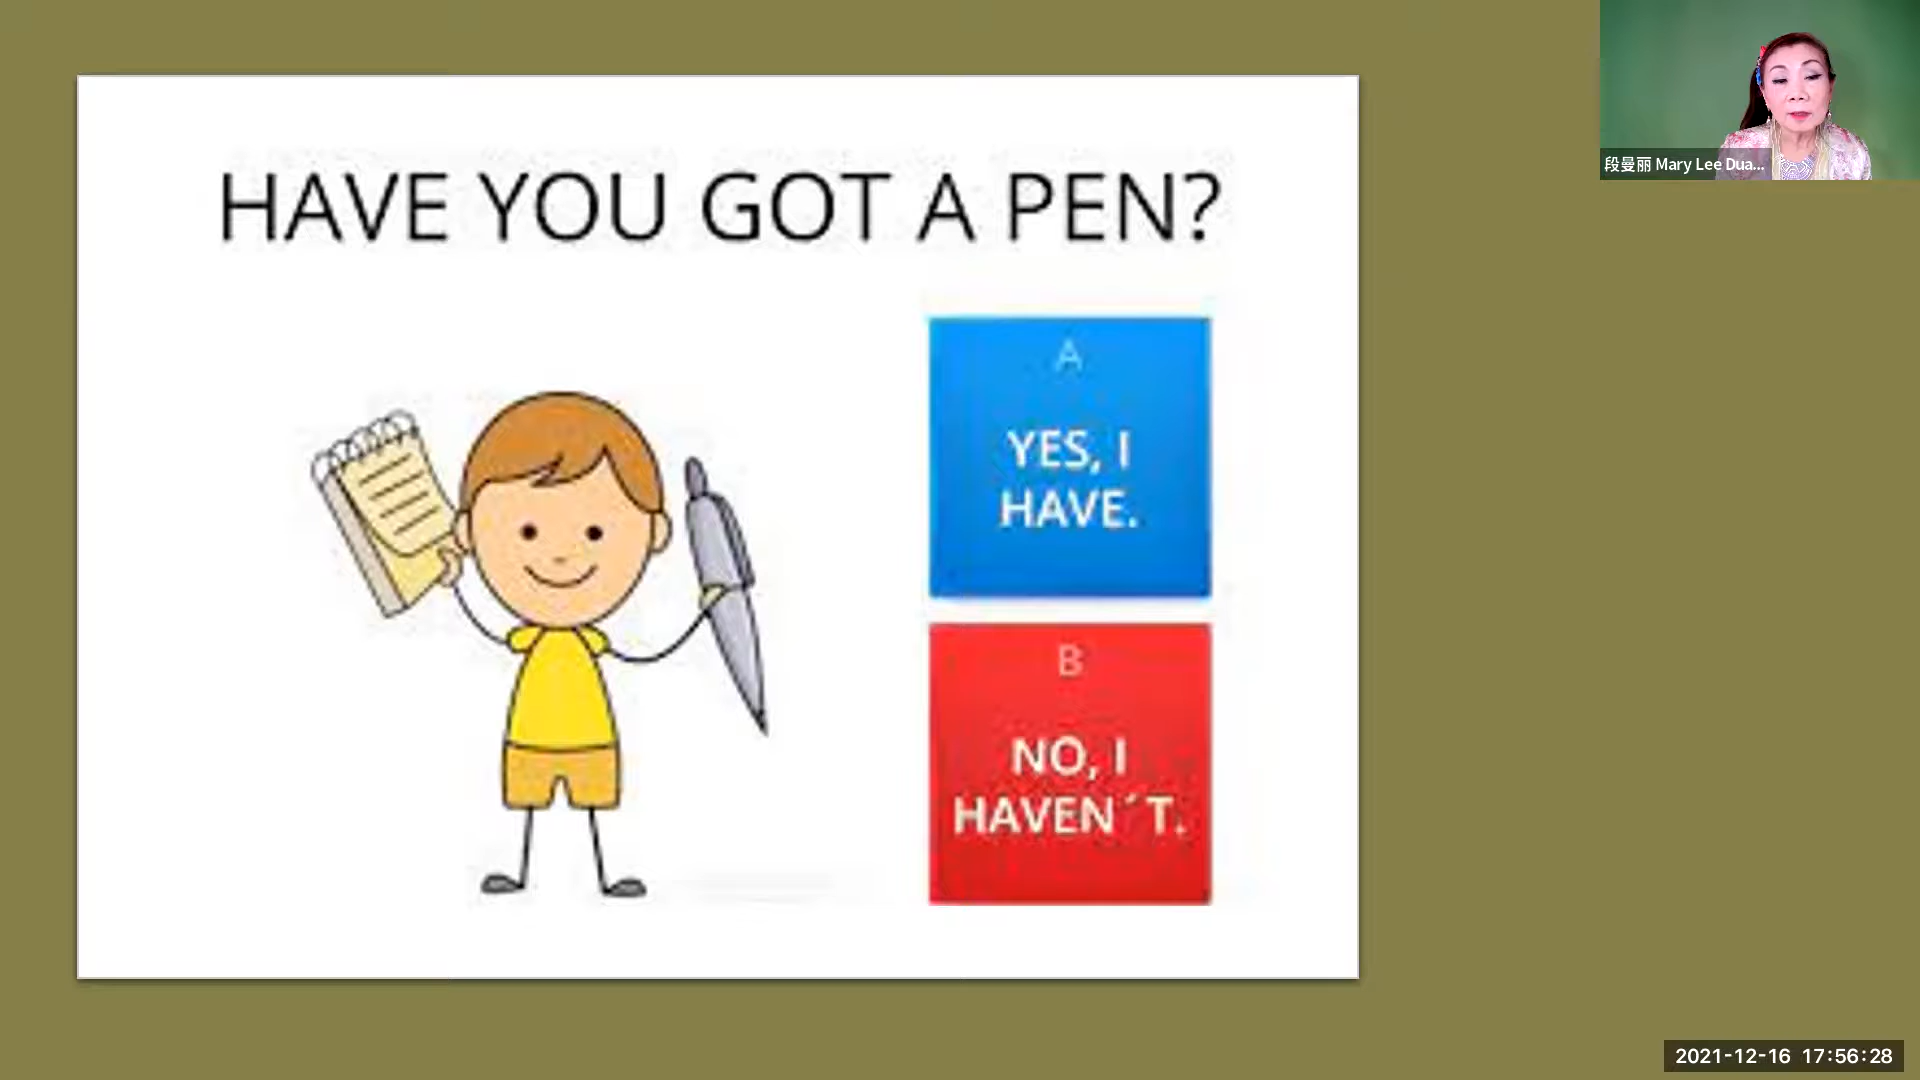 HAVE YOU GOT A PEN?
A
YES, I
HAVE.
B
NO, I
HAVEN´T.
段曼丽 Mary Lee Dua...
2021-12-16 17:56:28